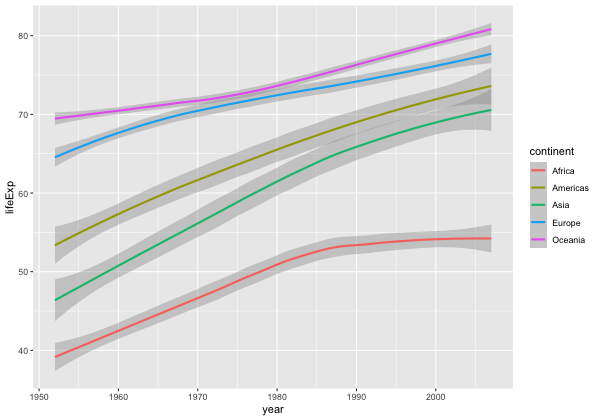 80
70
60
50
40
lifeExp
1950
1960
1970
1980
1990
2000
year
continent
Africa
Americas
Asia
Europe
Oceania